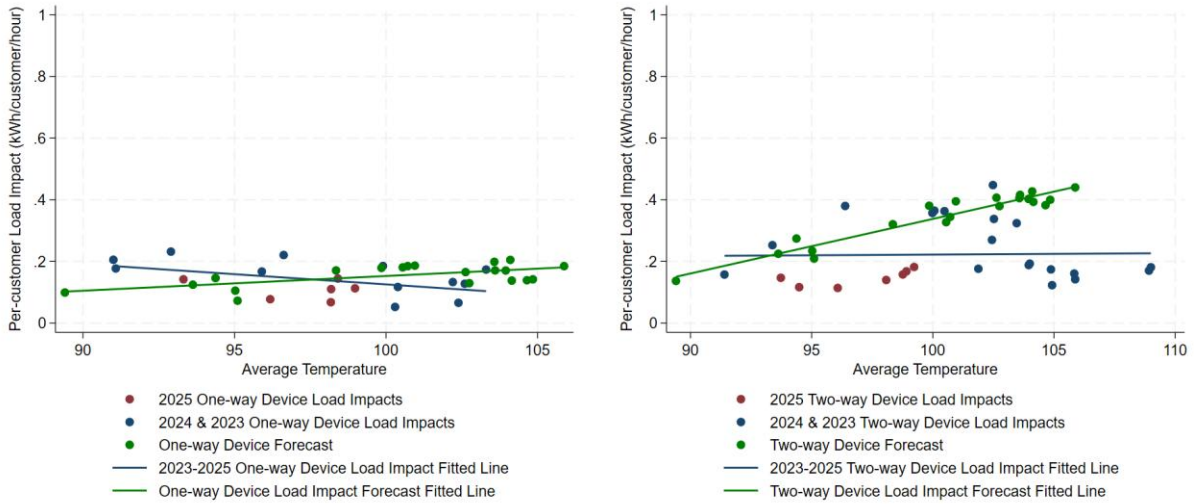 Per-customer Load Impact (kWh/customer/hour)
1
.8
.6
.4
.2
0
90
95
100
105
Average Temperature
2025 One-way Device Load Impacts
2024 & 2023 One-way Device Load Impacts
One-way Device Forecast
2023-2025 One-way Device Load Impact Fitted Line
One-way Device Load Impact Forecast Fitted Line
Per-customer Load Impact (kWh/customer/hour)
1
.8
.6
.4
.2
0
90
95
100
105
110
Average Temperature
2025 Two-way Device Load Impacts
2024 & 2023 Two-way Device Load Impacts
Two-way Device Forecast
2023-2025 Two-way Device Load Impact Fitted Line
Two-way Device Load Impact Forecast Fitted Line